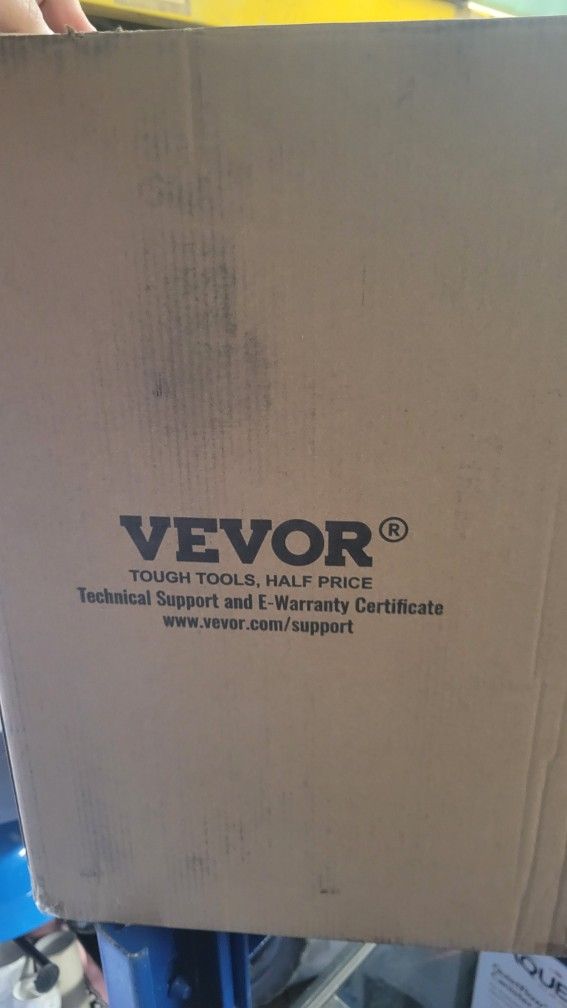 VEVOR®
TOUGH TOOLS, HALF PRICE
Technical Support and E-Warranty Certificate
www.vevor.com/support